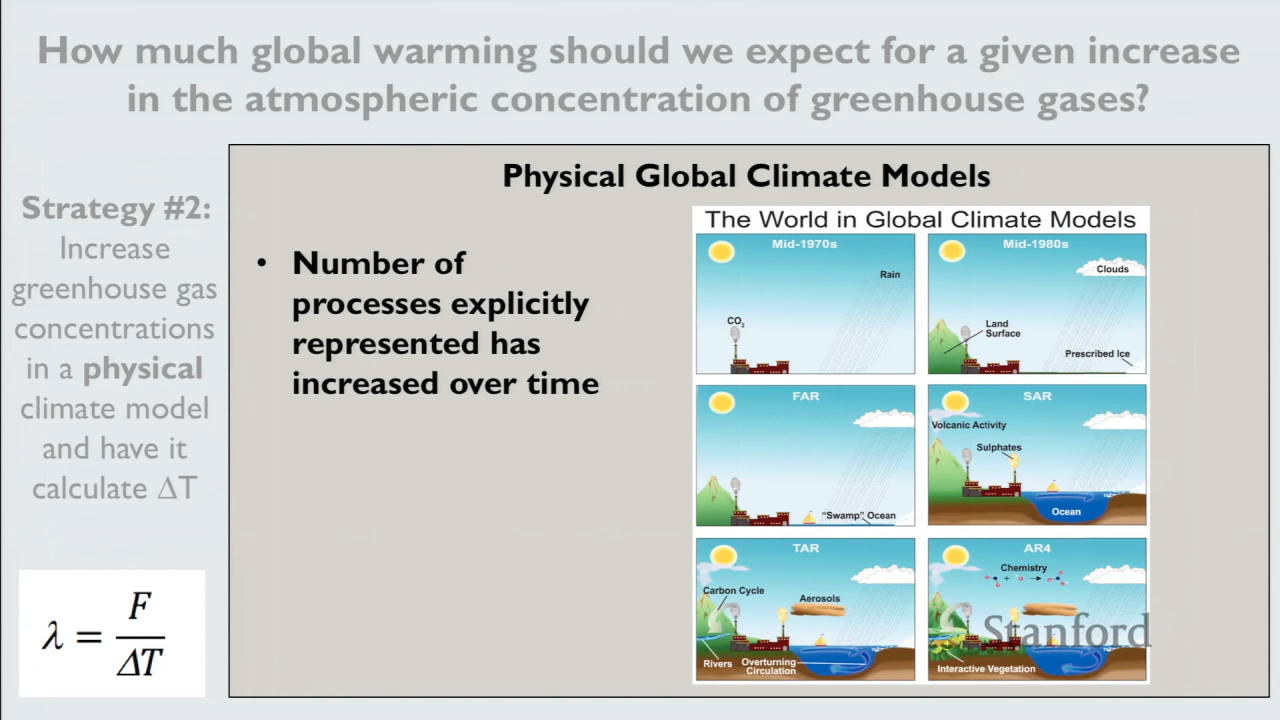 How much global warming should we expect for a given increase
in the atmospheric concentration of greenhouse gases?
Strategy #2:
Increase
greenhouse gas
concentrations
in a physical
climate model
and have it
calculate ΔT
λ = F / ΔT
Physical Global Climate Models
• Number of
processes explicitly
represented has
increased over time
The World in Global Climate Models
Mid-1970s
Rain
CO₂
Mid-1980s
Clouds
Land
Surface
Prescribed Ice
FAR
"Swamp" Ocean
SAR
Volcanic Activity
Sulphates
Ocean
TAR
Carbon Cycle
Aerosols
Rivers
Overturning
Circulation
AR4
Chemistry
Interactive Vegetation
Stanford